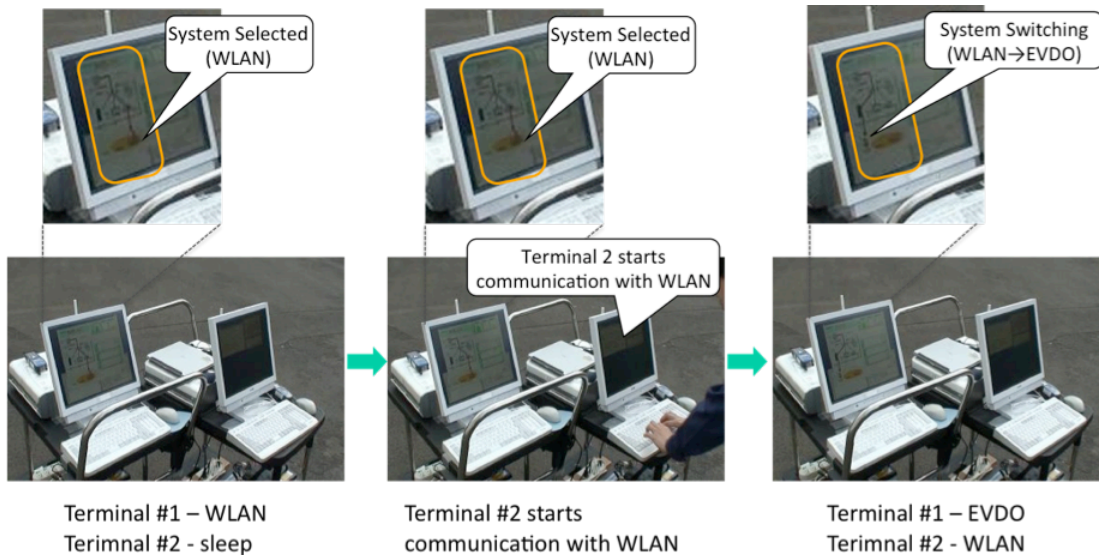 System Selected
(WLAN)
System Selected
(WLAN)
System Switching
(WLAN→EVDO)
Terminal 2 starts
communication with WLAN
Terminal #1 – WLAN
Terimnal #2 - sleep
Terminal #2 starts
communication with WLAN
Terminal #1 – EVDO
Teriminal #2 - WLAN